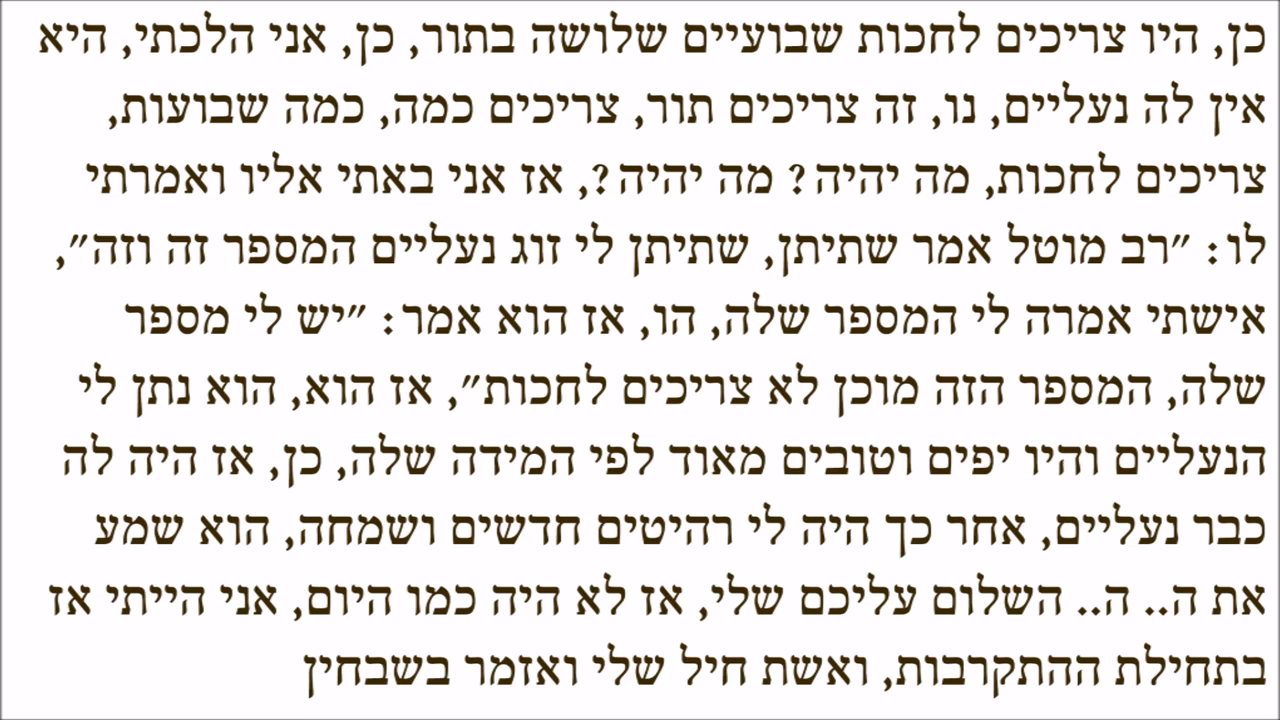 כן, היו צריכים לחכות שבועיים שלושה בתור, כן, אני הלכתי, היא
אין לה נעליים, נו, זה צריכים תור, צריכים כמה, כמה שבועות,
צריכים לחכות, מה יהיה? מה יהיה?, אז אני באתי אליו ואמרתי
לו: "רב מוטל אמר שתיתן, שתיתן לי זוג נעליים המספר זה וזה",
אישתי אמרה לי המספר שלה, הו, אז הוא אמר: "יש לי מספר
שלה, המספר הזה מוכן לא צריכים לחכות", אז הוא, הוא נתן לי
הנעליים והיו יפים וטובים מאוד לפי המידה שלה, כן, אז היה לה
כבר נעליים, אחר כך היה לי רהיטים חדשים ושמחה, הוא שמע
את ה.. ה.. השלום עליכם שלי, אז לא היה כמו היום, אני הייתי אז
בתחילת ההתקרבות, ואשת חיל שלי ואזמר בשבחין